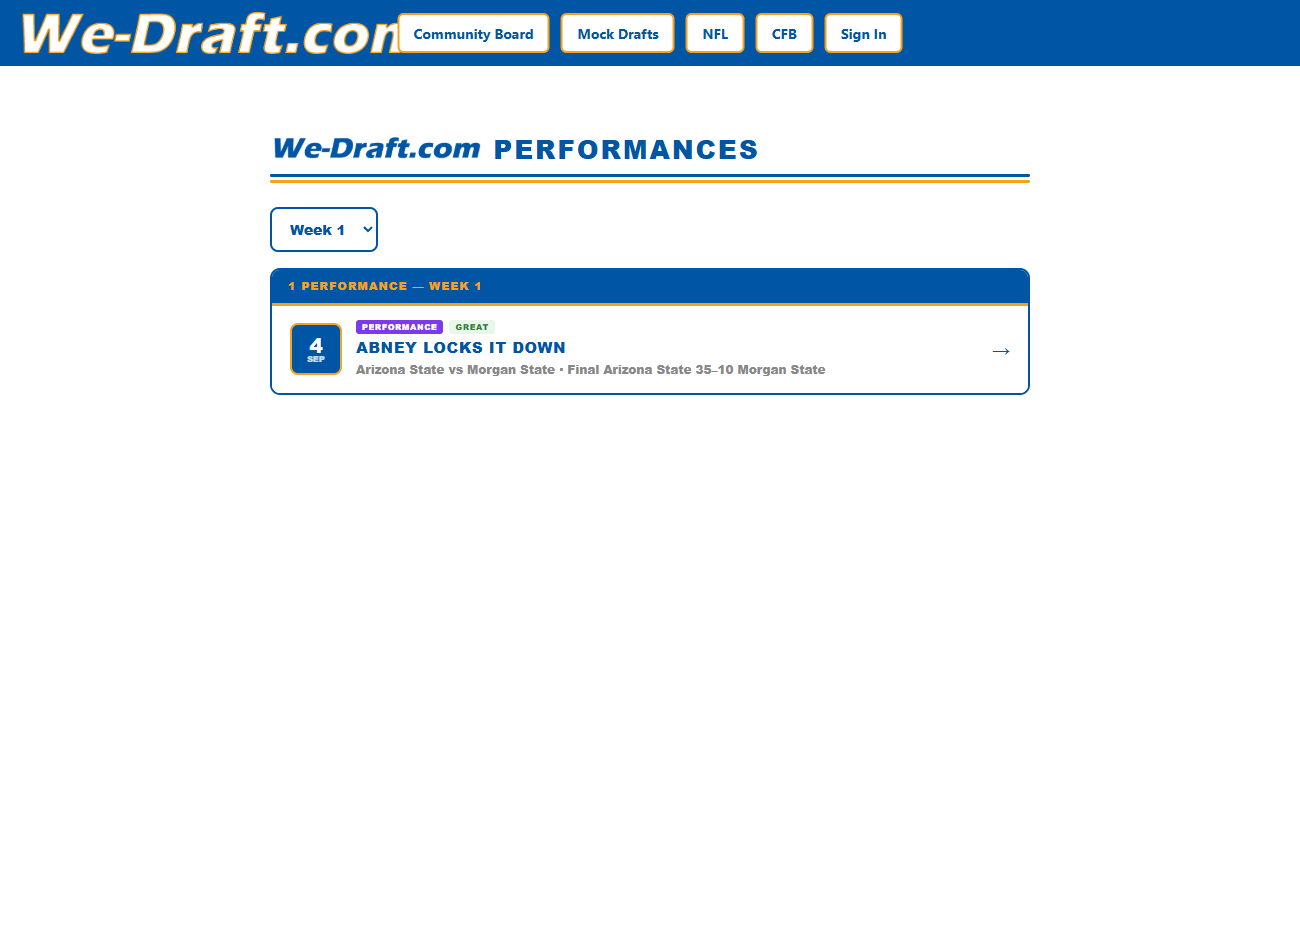 We-Draft.com
Community Board
Mock Drafts
NFL
CFB
Sign In
We-Draft.com PERFORMANCES
Week 1
1 PERFORMANCE — WEEK 1
4
SEP
PERFORMANCE GREAT
ABNEY LOCKS IT DOWN
Arizona State vs Morgan State • Final Arizona State 35–10 Morgan State
→